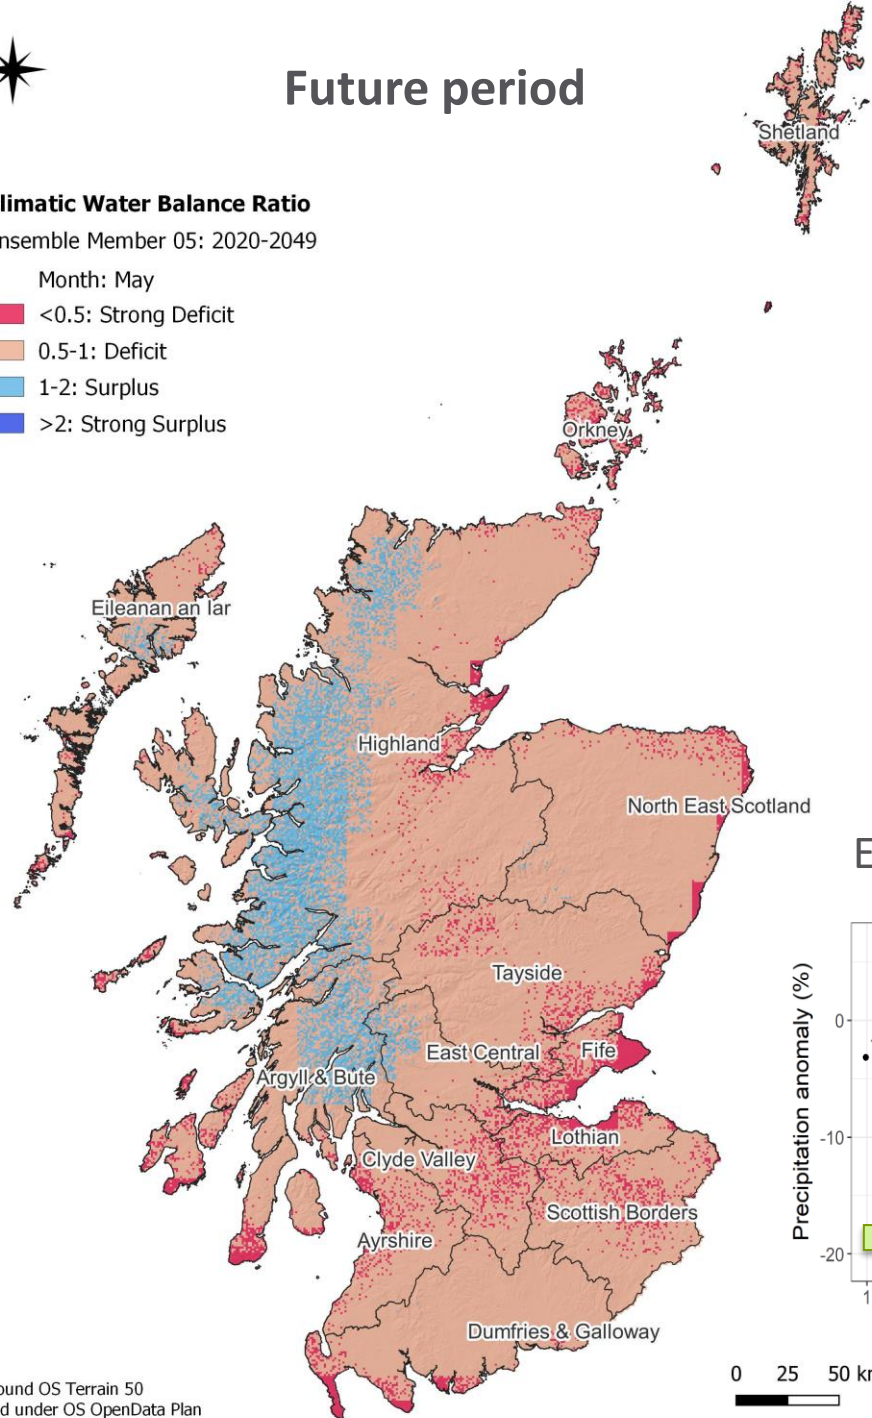 Future period
Shetland
limatic Water Balance Ratio
nsemble Member 05: 2020-2049
Month: May
<0.5: Strong Deficit
0.5-1: Deficit
1-2: Surplus
>2: Strong Surplus
Orkney
Eileanan an Iar
Highland
North East Scotland
E
Tayside
Precipitation anomaly (%)
0
-10
-20
1
East Central
Fife
Argyll & Bute
Lothian
Clyde Valley
Scottish Borders
Ayrshire
Dumfries & Galloway
0 25 50 km
ound OS Terrain 50
d under OS OpenData Plan